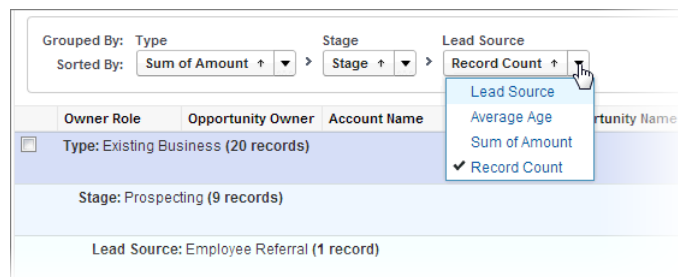 Grouped By: Type Stage Lead Source
Sorted By: Sum of Amount ↑ > Stage ↑ > Record Count ↑
Lead Source
Average Age
Sum of Amount
✔ Record Count
Owner Role Opportunity Owner Account Name Name
Type: Existing Business (20 records)
Stage: Prospecting (9 records)
Lead Source: Employee Referral (1 record)